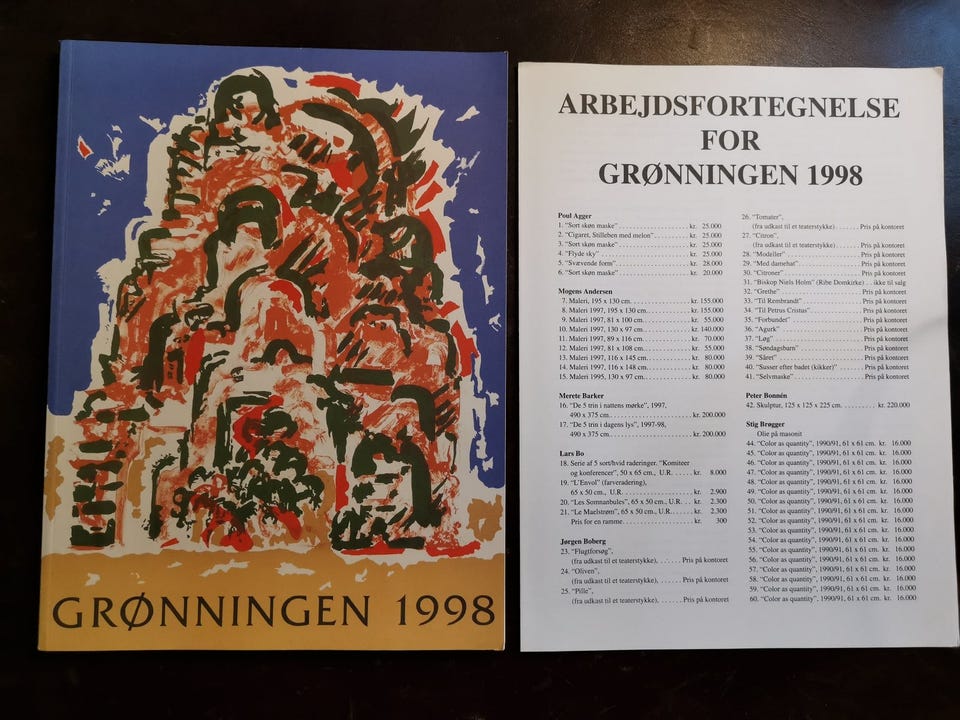 GRØNNINGEN 1998
ARBEJDSFORTEGNELSE
FOR
GRØNNINGEN 1998
Poul Agger
1. "Sort skøn maske" . . . . . . . . . . . . . . . . . . . kr. 25.000
2. "Cigaret, Stilleben med melon" . . . . . . . . . kr. 25.000
3. "Sort skøn maske" . . . . . . . . . . . . . . . . . . . kr. 25.000
4. "Flyde sky" . . . . . . . . . . . . . . . . . . . . . . . . kr. 25.000
5. "Svævende form" . . . . . . . . . . . . . . . . . . . . kr. 28.000
6. "Sort skøn maske" . . . . . . . . . . . . . . . . . . . kr. 20.000
Mogens Andersen
7. Maleri, 195 x 130 cm. . . . . . . . . . . . . . . . . kr. 155.000
8. Maleri 1997, 195 x 130 cm. . . . . . . . . . . . . kr. 155.000
9. Maleri 1997, 81 x 100 cm. . . . . . . . . . . . . . kr. 55.000
10. Maleri 1997, 130 x 97 cm. . . . . . . . . . . . . . kr. 140.000
11. Maleri 1997, 89 x 116 cm. . . . . . . . . . . . . . kr. 70.000
12. Maleri 1997, 81 x 108 cm. . . . . . . . . . . . . . kr. 55.000
13. Maleri 1997, 116 x 145 cm. . . . . . . . . . . . . kr. 80.000
14. Maleri 1997, 116 x 148 cm. . . . . . . . . . . . . kr. 80.000
15. Maleri 1995, 130 x 97 cm. . . . . . . . . . . . . . kr. 80.000
Merete Barker
16. "De 5 trin i nattens mørke", 1997,
490 x 375 cm. . . . . . . . . . . . . . . . . . . . . . kr. 200.000
17. "De 5 trin i dagens lys", 1997-98,
490 x 375 cm. . . . . . . . . . . . . . . . . . . . . . kr. 200.000
Lars Bo
18. Serie af 5 sort/hvid raderinger. "Komiteer
og konferencer", 50 x 65 cm., U.R. . . . . . kr. 8.000
19. "L'Envol" (farveradering),
65 x 50 cm., U.R. . . . . . . . . . . . . . . . . . . kr. 2.900
20. "Les Somnanbules", 65 x 50 cm., U.R. . . . kr. 2.300
21. "Le Maelstrøm", 65 x 50 cm., U.R. . . . . . . kr. 2.300
Pris for en ramme . . . . . . . . . . . . . . . . . . . kr. 300
Jørgen Boberg
23. "Flugtforsøg",
(fra udkast til et teaterstykke), . . . . . . Pris på kontoret
24. "Oliven",
(fra udkast til et teaterstykke), . . . . . . Pris på kontoret
25. "Pille",
(fra udkast til et teaterstykke), . . . . . . . Pris på kontoret
26. "Tomater",
(fra udkast til et teaterstykke) . . . . . . Pris på kontoret
27. "Citron",
(fra udkast til et teaterstykke) . . . . . . Pris på kontoret
28. "Modeller" . . . . . . . . . . . . . . . . . . . . . Pris på kontoret
29. "Med damehat" . . . . . . . . . . . . . . . . . Pris på kontoret
30. "Citroner" . . . . . . . . . . . . . . . . . . . . . Pris på kontoret
31. "Biskop Niels Holm" (Ribe Domkirke) . . ikke til salg
32. "Grethe" . . . . . . . . . . . . . . . . . . . . . . . Pris på kontoret
33. "Til Rembrandt" . . . . . . . . . . . . . . . . . Pris på kontoret
34. "Til Petrus Cristus" . . . . . . . . . . . . . . . Pris på kontoret
35. "Forbundet" . . . . . . . . . . . . . . . . . . . . Pris på kontoret
36. "Agurk" . . . . . . . . . . . . . . . . . . . . . . . Pris på kontoret
37. "Løg" . . . . . . . . . . . . . . . . . . . . . . . . . Pris på kontoret
38. "Søndagsbarn" . . . . . . . . . . . . . . . . . . Pris på kontoret
39. "Såret" . . . . . . . . . . . . . . . . . . . . . . . . Pris på kontoret
40. "Susser efter badet (kikker)" . . . . . . . Pris på kontoret
41. "Selvmaske" . . . . . . . . . . . . . . . . . . . . Pris på kontoret
Peter Bonnén
42. Skulptur, 125 x 125 x 225 cm. . . . . . . . . . kr. 220.000
Stig Brøgger
Olie på masonit
44. "Color as quantity", 1990/91, 61 x 61 cm. kr. 16.000
45. "Color as quantity", 1990/91, 61 x 61 cm. kr. 16.000
46. "Color as quantity", 1990/91, 61 x 61 cm. kr. 16.000
47. "Color as quantity", 1990/91, 61 x 61 cm. kr. 16.000
48. "Color as quantity", 1990/91, 61 x 61 cm. kr. 16.000
49. "Color as quantity", 1990/91, 61 x 61 cm. kr. 16.000
50. "Color as quantity", 1990/91, 61 x 61 cm. kr. 16.000
51. "Color as quantity", 1990/91, 61 x 61 cm. kr. 16.000
52. "Color as quantity", 1990/91, 61 x 61 cm. kr. 16.000
53. "Color as quantity", 1990/91, 61 x 61 cm. kr. 16.000
54. "Color as quantity", 1990/91, 61 x 61 cm. kr. 16.000
55. "Color as quantity", 1990/91, 61 x 61 cm. kr. 16.000
56. "Color as quantity", 1990/91, 61 x 61 cm. kr. 16.000
57. "Color as quantity", 1990/91, 61 x 61 cm. kr. 16.000
58. "Color as quantity", 1990/91, 61 x 61 cm. kr. 16.000
59. "Color as quantity", 1990/91, 61 x 61 cm. kr. 16.000
60. "Color as quantity", 1990/91, 61 x 61 cm. kr. 16.000